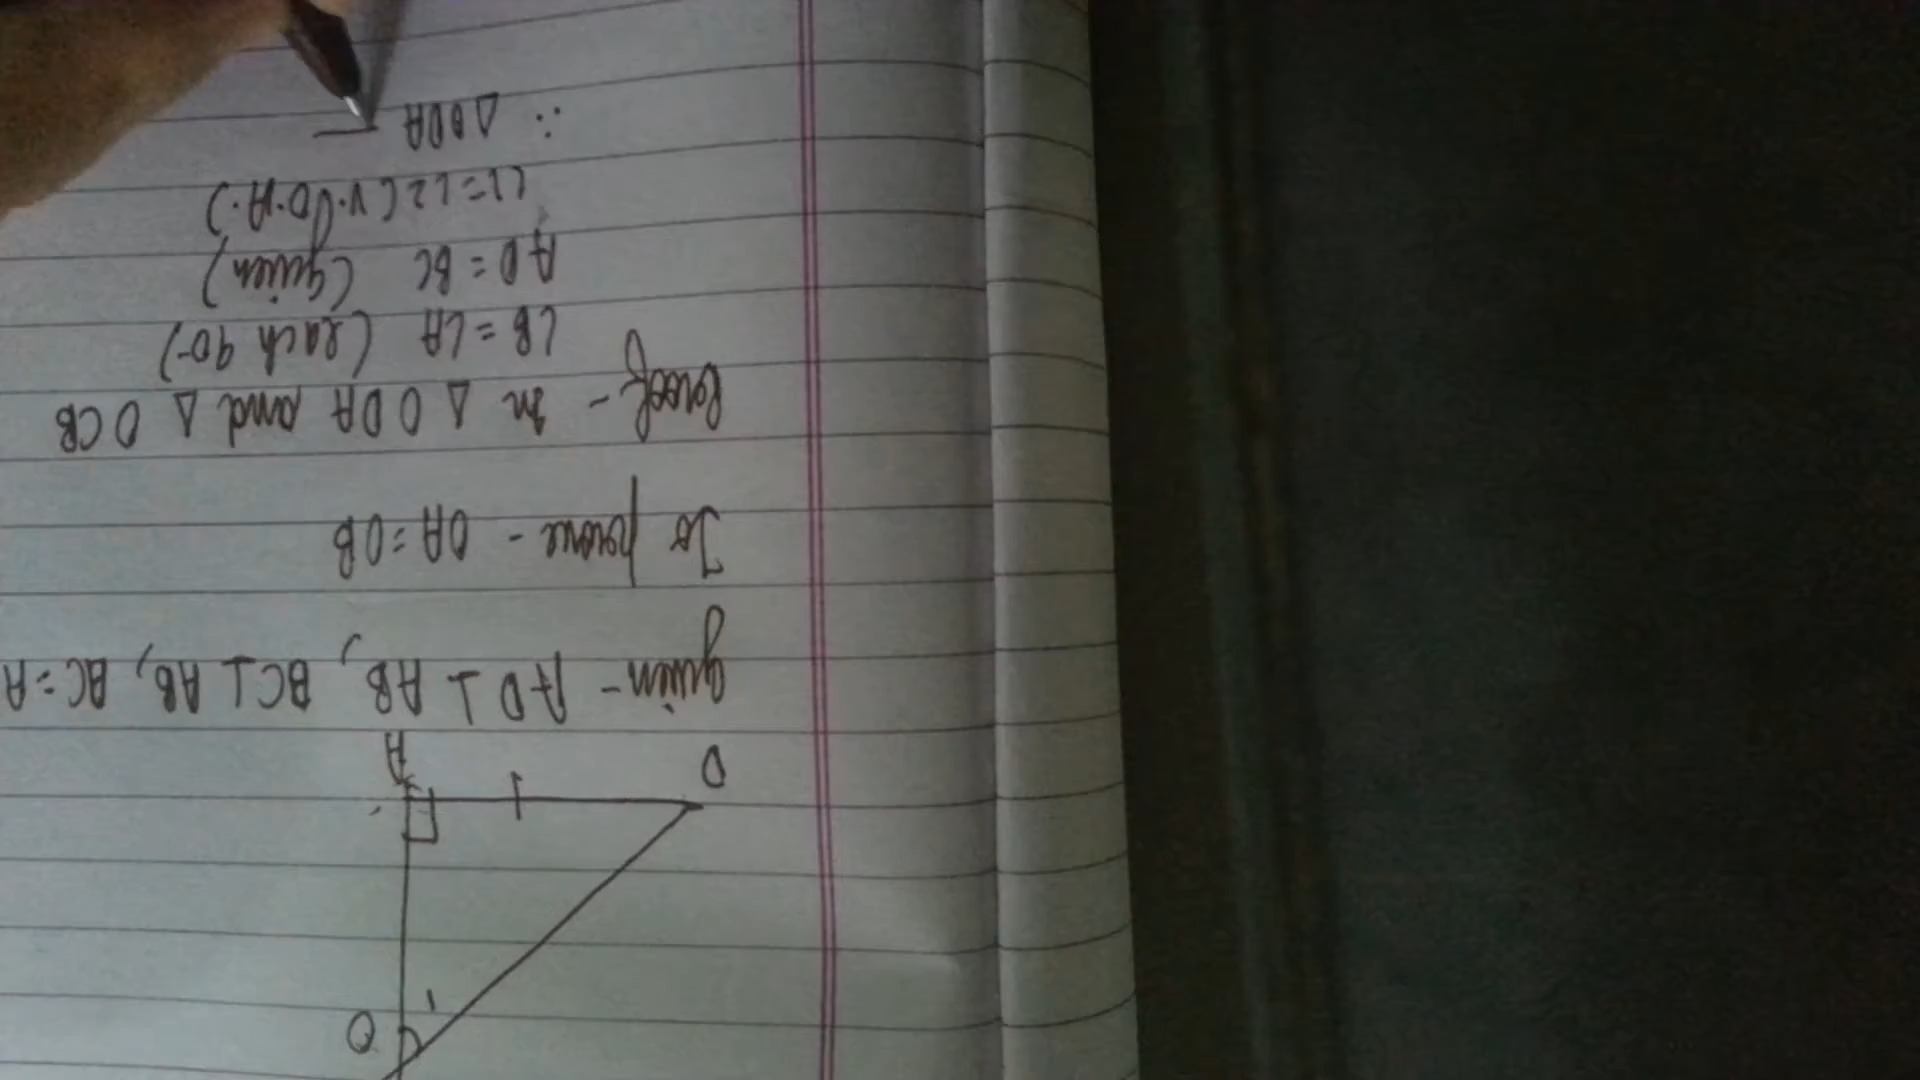 O
1
D
A
given - AD ⊥ AB, BC ⊥ AB, BC = A
To prove - OA = OB
Proof - In △ ODA and △ OCB
∠B = ∠A (each 90°)
AD = BC (given)
∠1 = ∠2 (V.O.A.)
∴ △ ODA